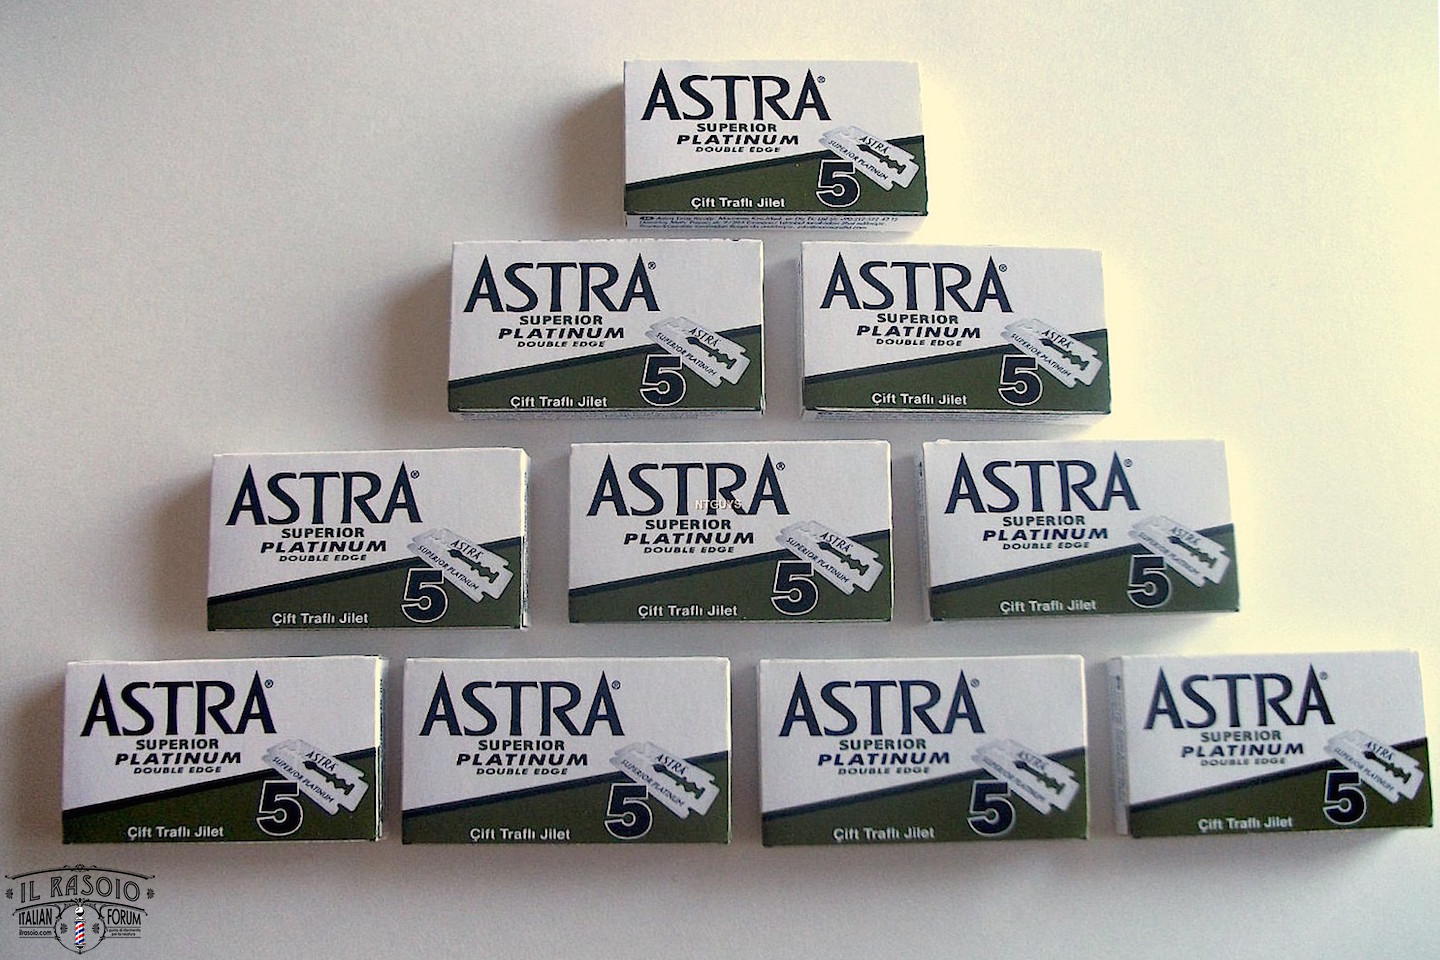 ASTRA®
SUPERIOR
PLATINUM
DOUBLE EDGE
ASTRA
SUPERIOR PLATINUM
5
Çift Traflı Jilet
ASTRA®
SUPERIOR
PLATINUM
DOUBLE EDGE
ASTRA
SUPERIOR PLATINUM
5
Çift Traflı Jilet
ASTRA®
SUPERIOR
PLATINUM
DOUBLE EDGE
ASTRA
SUPERIOR PLATINUM
5
Çift Traflı Jilet
ASTRA®
SUPERIOR
PLATINUM
DOUBLE EDGE
ASTRA
SUPERIOR PLATINUM
5
Çift Traflı Jilet
ASTRA®
NTGUYS
SUPERIOR
PLATINUM
DOUBLE EDGE
ASTRA
SUPERIOR PLATINUM
5
Çift Traflı Jilet
ASTRA®
SUPERIOR
PLATINUM
DOUBLE EDGE
ASTRA
SUPERIOR PLATINUM
5
Çift Traflı Jilet
ASTRA®
SUPERIOR
PLATINUM
DOUBLE EDGE
ASTRA
SUPERIOR PLATINUM
5
Çift Traflı Jilet
ASTRA®
SUPERIOR
PLATINUM
DOUBLE EDGE
ASTRA
SUPERIOR PLATINUM
5
Çift Traflı Jilet
ASTRA®
SUPERIOR
PLATINUM
DOUBLE EDGE
ASTRA
SUPERIOR PLATINUM
5
Çift Traflı Jilet
ASTRA®
SUPERIOR
PLATINUM
DOUBLE EDGE
ASTRA
SUPERIOR PLATINUM
5
Çift Traflı Jilet
IL RASOIO
ITALIAN FORUM
ilrasoio.com